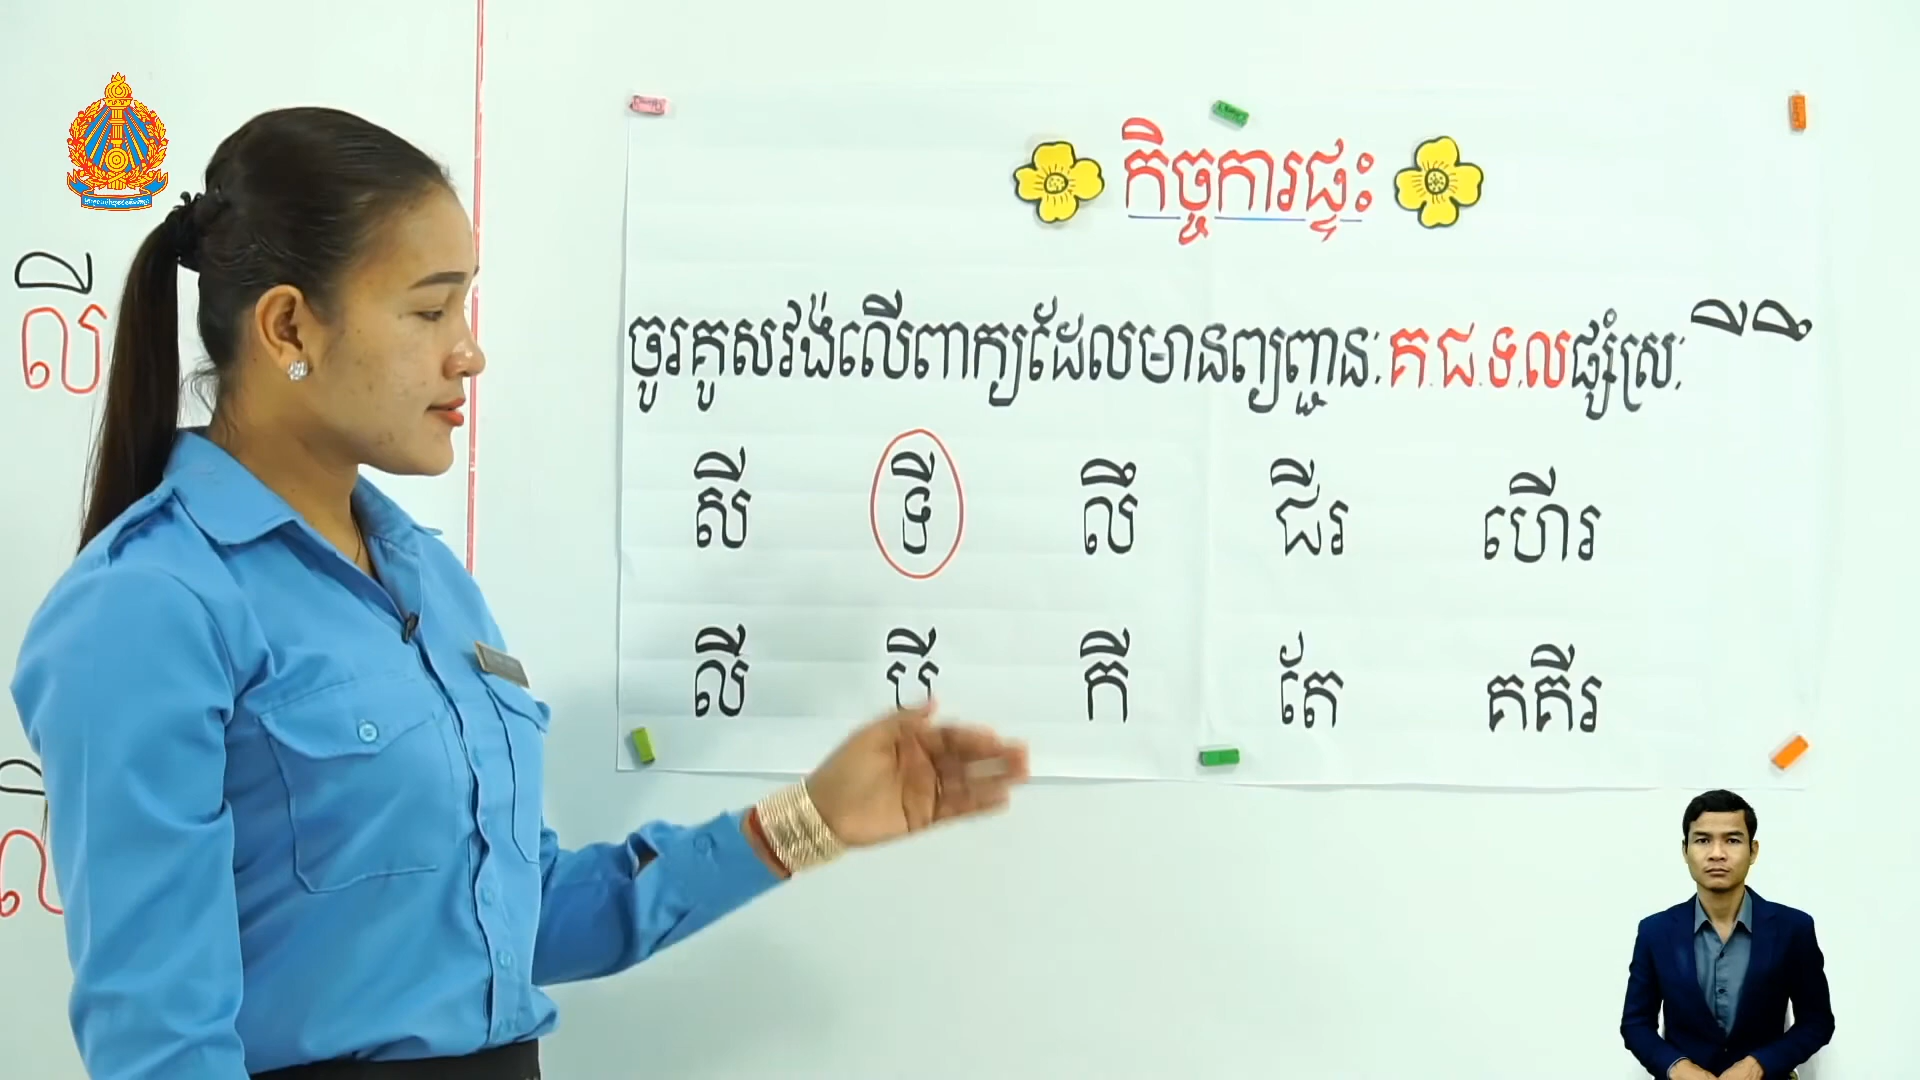 កិច្ចការផ្ទះ
ចូរគូសវង់លើពាក្យដែលមានព្យញ្ជនៈ គ ជ ទ ល ផ្សំស្រៈ ី ឹ
លី
សី ទី លឹ ជីរ ហើរ
លី បី កី តែ គគីរ